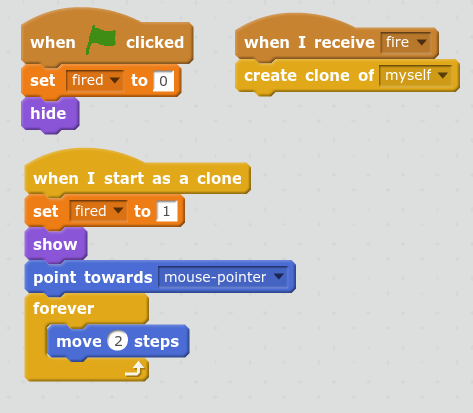 when clicked
set fired to 0
hide
when I receive fire
create clone of myself
when I start as a clone
set fired to 1
show
point towards mouse-pointer
forever
move 2 steps